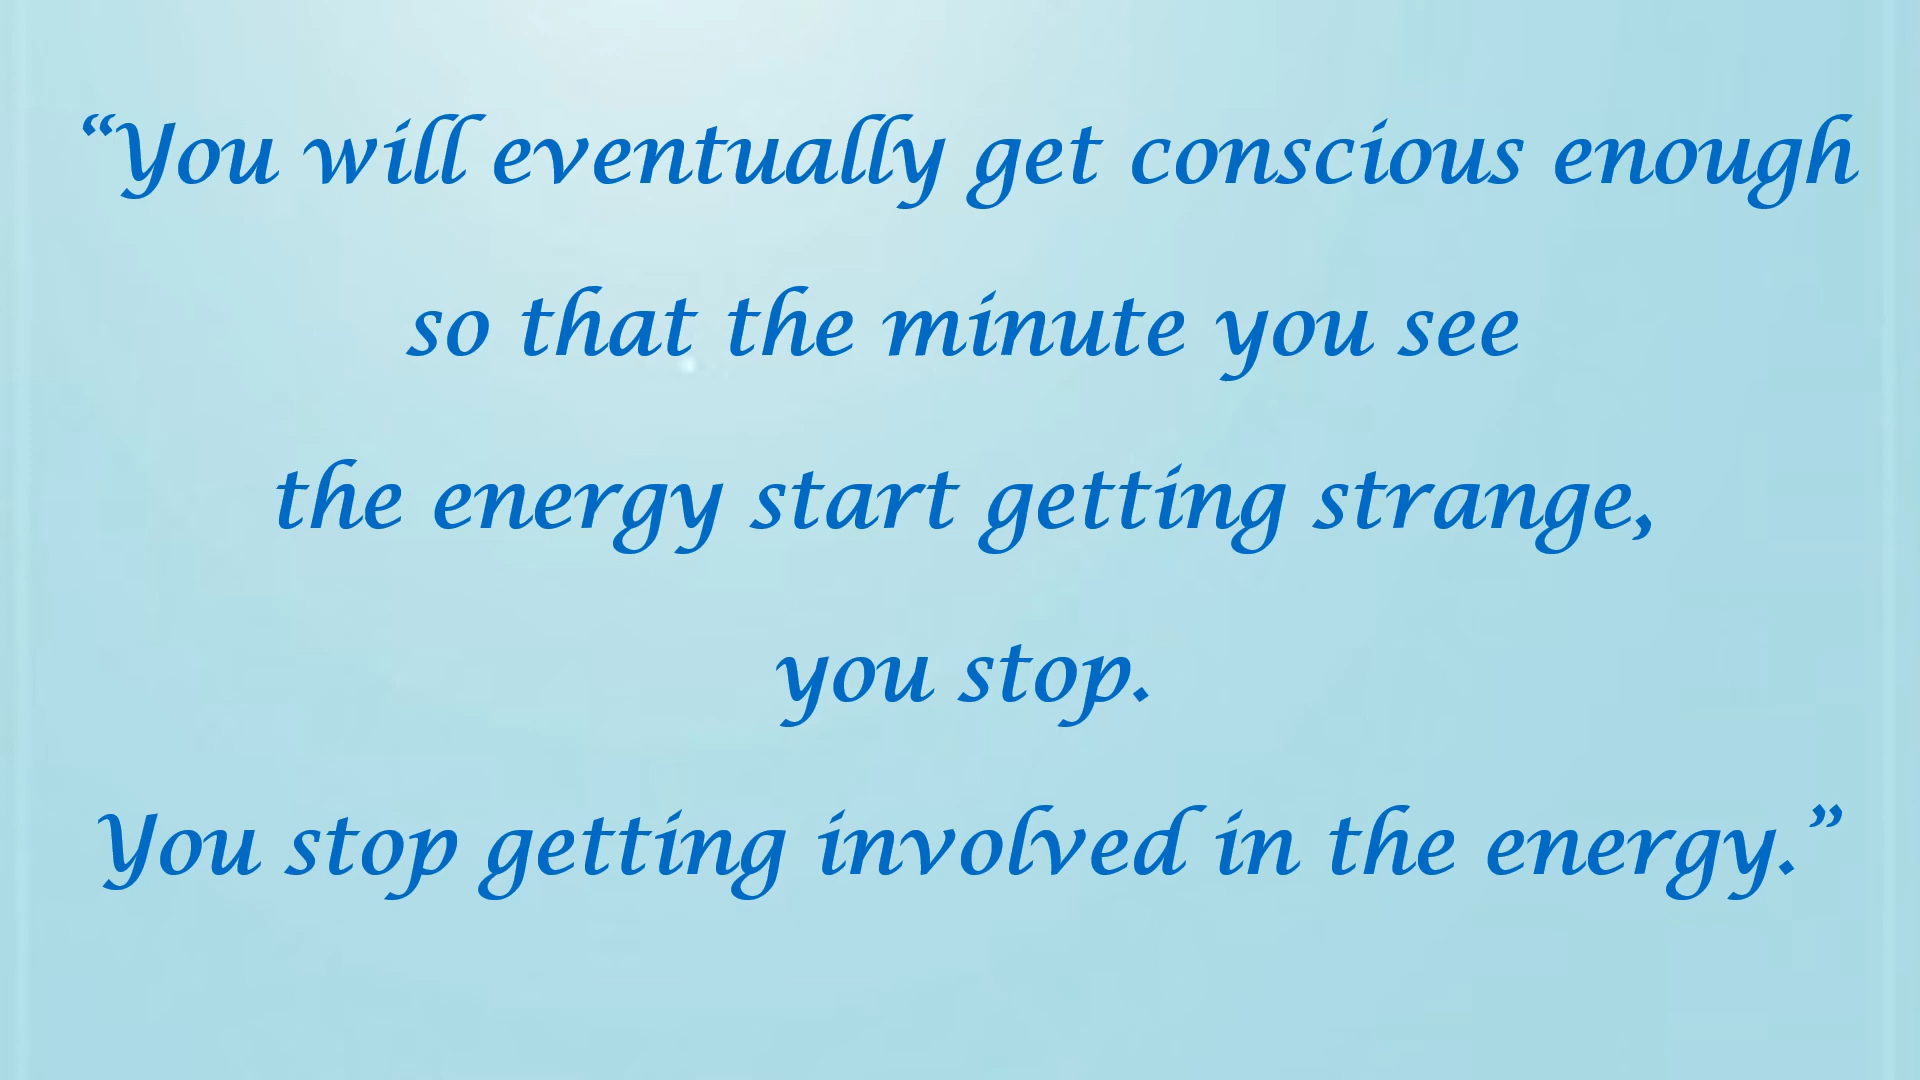 “You will eventually get conscious enough
so that the minute you see
the energy start getting strange,
you stop.
You stop getting involved in the energy.”